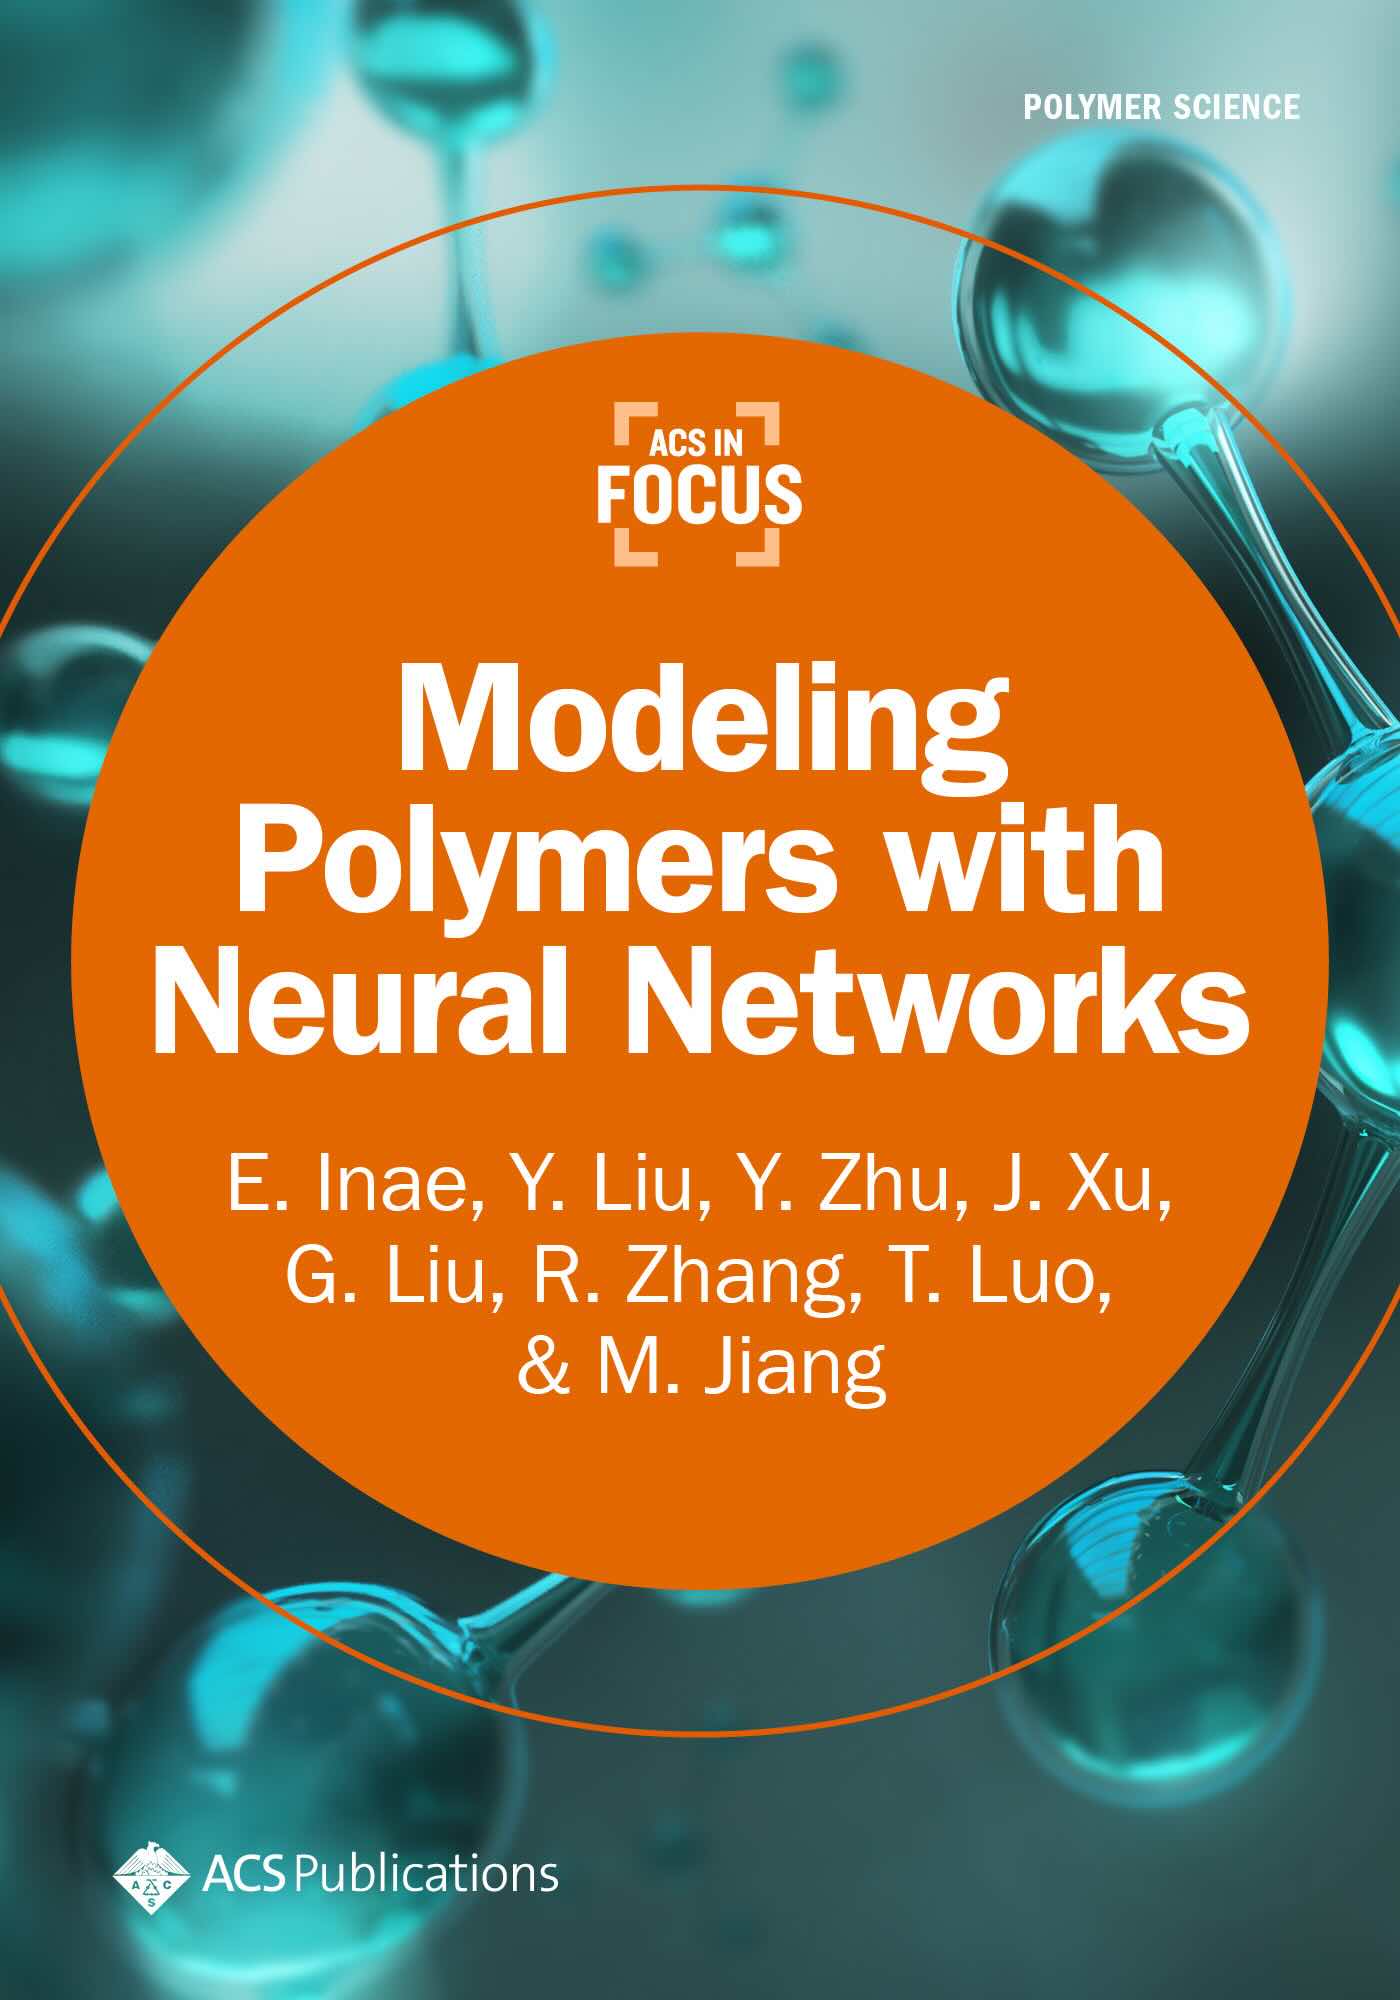 POLYMER SCIENCE
ACS IN
FOCUS
Modeling
Polymers with
Neural Networks
E. Inae, Y. Liu, Y. Zhu, J. Xu,
G. Liu, R. Zhang, T. Luo,
& M. Jiang
A C
S
ACS Publications